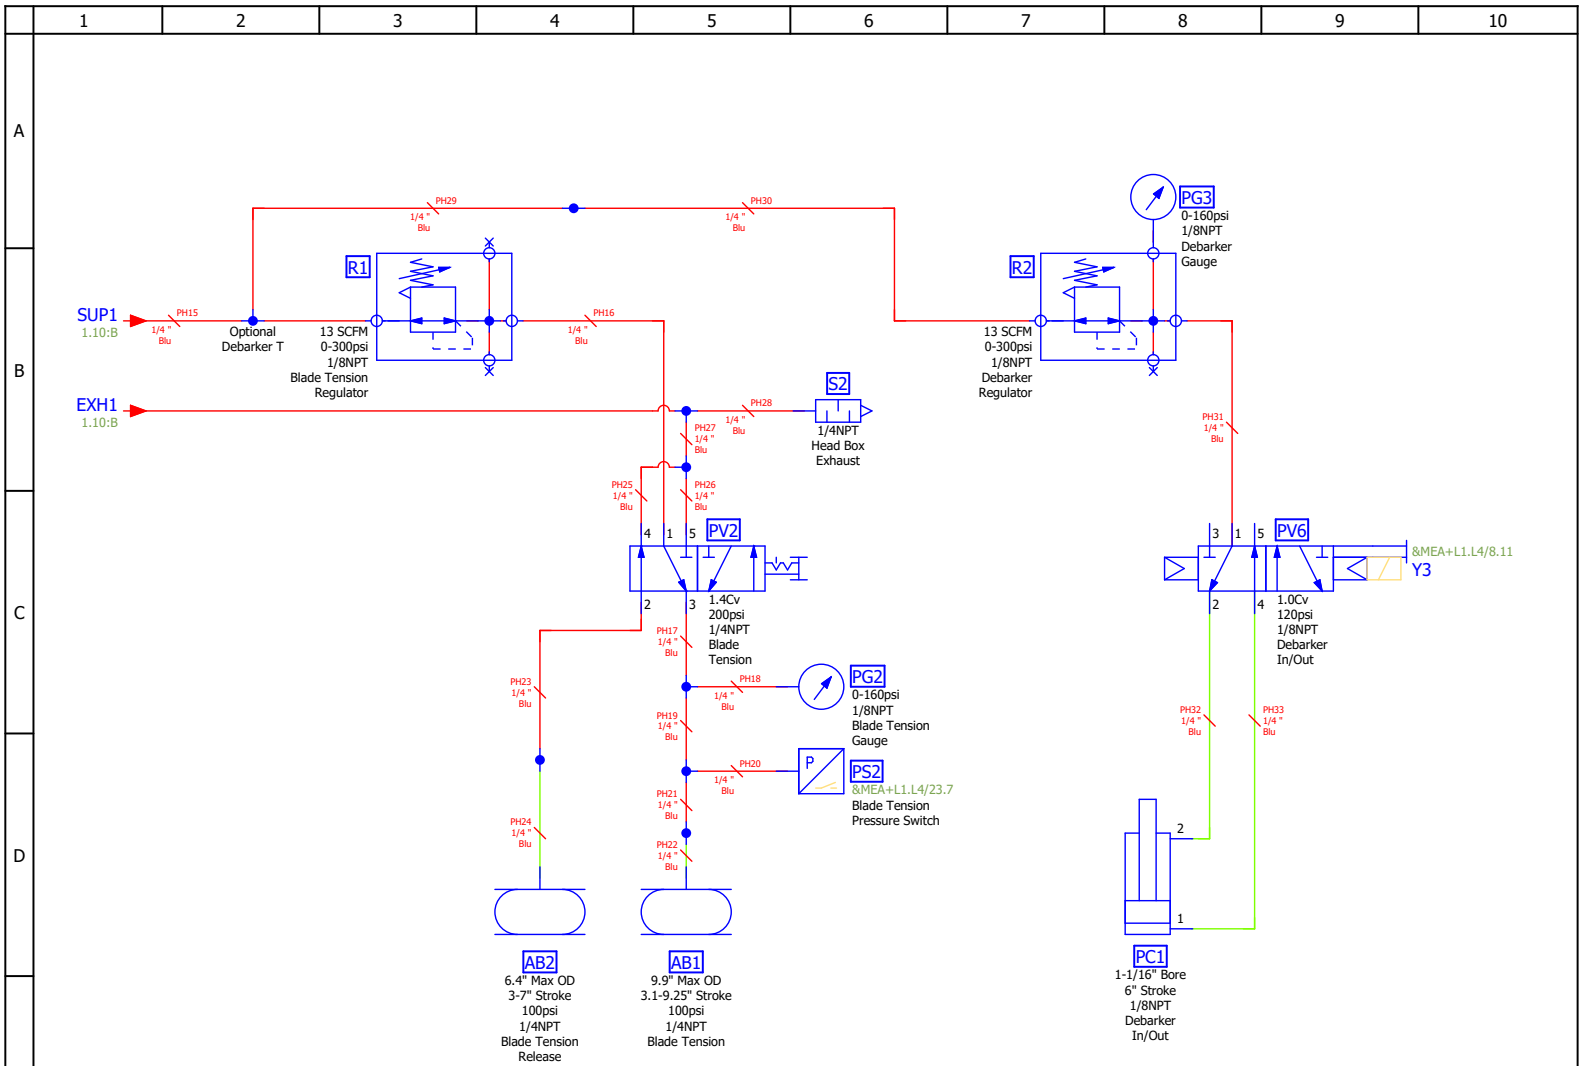 1 2 3 4 5 6 7 8 9 10
A
B
C
D
PH29
1/4 "
Blu
PH30
1/4 "
Blu
PG3
0-160psi
1/8NPT
Debarker
Gauge
SUP1
1.10:B
PH15
1/4 "
Blu
Optional
Debarker T
R1
13 SCFM
0-300psi
1/8NPT
Blade Tension
Regulator
PH16
1/4 "
Blu
R2
13 SCFM
0-300psi
1/8NPT
Debarker
Regulator
EXH1
1.10:B
PH28
1/4 "
Blu
S2
1/4NPT
Head Box
Exhaust
PH27
1/4 "
Blu
PH25
1/4 "
Blu
PH26
1/4 "
Blu
PH31
1/4 "
Blu
4 1 5
PV2
2 3
1.4Cv
200psi
1/4NPT
Blade
Tension
3 1 5
PV6
&MEA+L1.L4/8.11
Y3
2 4
1.0Cv
120psi
1/8NPT
Debarker
In/Out
PH17
1/4 "
Blu
PH23
1/4 "
Blu
PH18
1/4 "
Blu
PG2
0-160psi
1/8NPT
Blade Tension
Gauge
PH19
1/4 "
Blu
PH32
1/4 "
Blu
PH33
1/4 "
Blu
PH20
1/4 "
Blu
P
PS2
&MEA+L1.L4/23.7
Blade Tension
Pressure Switch
PH21
1/4 "
Blu
PH24
1/4 "
Blu
PH22
1/4 "
Blu
2
1
AB2
6.4" Max OD
3-7" Stroke
100psi
1/4NPT
Blade Tension
Release
AB1
9.9" Max OD
3.1-9.25" Stroke
100psi
1/4NPT
Blade Tension
PC1
1-1/16" Bore
6" Stroke
1/8NPT
Debarker
In/Out